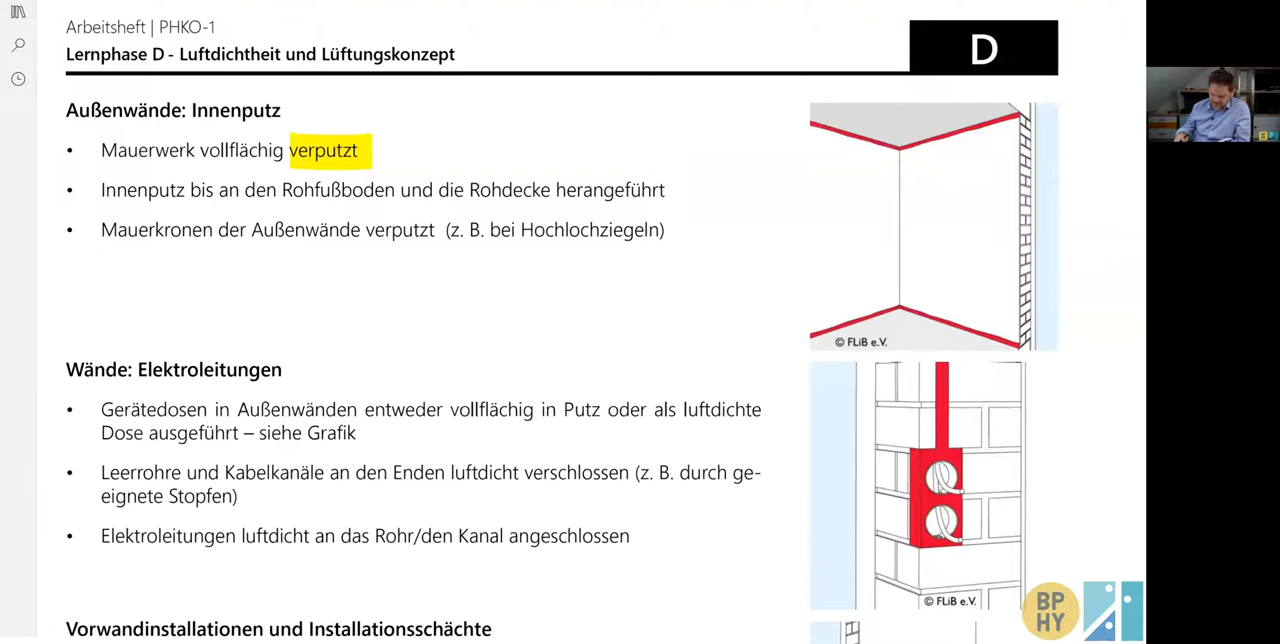 Arbeitsheft | PHKO-1
Lernphase D - Luftdichtheit und Lüftungskonzept
D
Außenwände: Innenputz
• Mauerwerk vollflächig verputzt
• Innenputz bis an den Rohfußboden und die Rohdecke herangeführt
• Mauerkronen der Außenwände verputzt (z. B. bei Hochlochziegeln)
© FLiB e.V.
Wände: Elektroleitungen
• Gerätedosen in Außenwänden entweder vollflächig in Putz oder als luftdichte
Dose ausgeführt – siehe Grafik
• Leerrohre und Kabelkanäle an den Enden luftdicht verschlossen (z. B. durch ge-
eignete Stopfen)
• Elektroleitungen luftdicht an das Rohr/den Kanal angeschlossen
© FLiB e.V.
BP
HY
Vorwandinstallationen und Installationsschächte